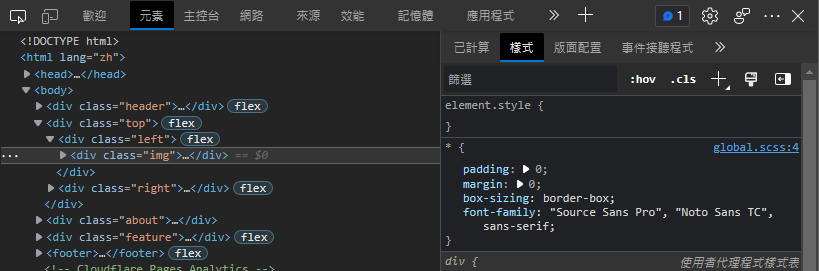 歡迎 元素 主控台 網路 來源 效能 記憶體 應用程式 » 1
<!DOCTYPE html>
<html lang="zh">
<head>…</head>
<body>
<div class="header">…</div> flex
<div class="top"> flex
<div class="left"> flex
… <div class="img">…</div> == $0
</div>
<div class="right">…</div> flex
</div>
<div class="about">…</div>
<div class="feature">…</div> flex
<footer>…</footer> flex
<!-- Cloudflare Pages Analytics -->
已計算 樣式 版面配置 事件接聽程式 »
篩選 :hov .cls
element.style {
}
* { global.scss:4
padding: 0;
margin: 0;
box-sizing: border-box;
font-family: "Source Sans Pro", "Noto Sans TC",
sans-serif;
}
div { 使用者代理程式樣式表